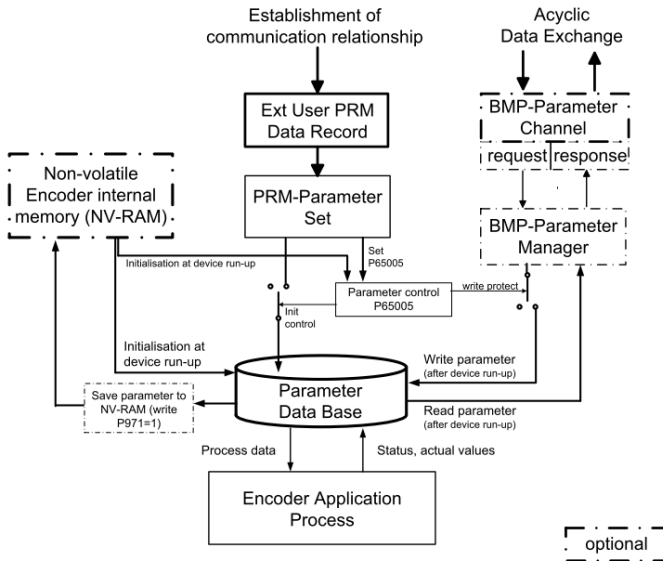 Establishment of
communication relationship
Acyclic
Data Exchange
Ext User PRM
Data Record
BMP-Parameter
Channel
request response
Non-volatile
Encoder internal
memory (NV-RAM)
PRM-Parameter
Set
BMP-Parameter
Manager
Set
P65005
Initialisation at device run-up
Parameter control
P65005
write protect
Init
control
Initialisation at
device run-up
Write parameter
(after device run-up)
Parameter
Data Base
Save parameter to
NV-RAM (write
P971=1)
Read parameter
(after device run-up)
Process data
Status, actual values
Encoder Application
Process
optional